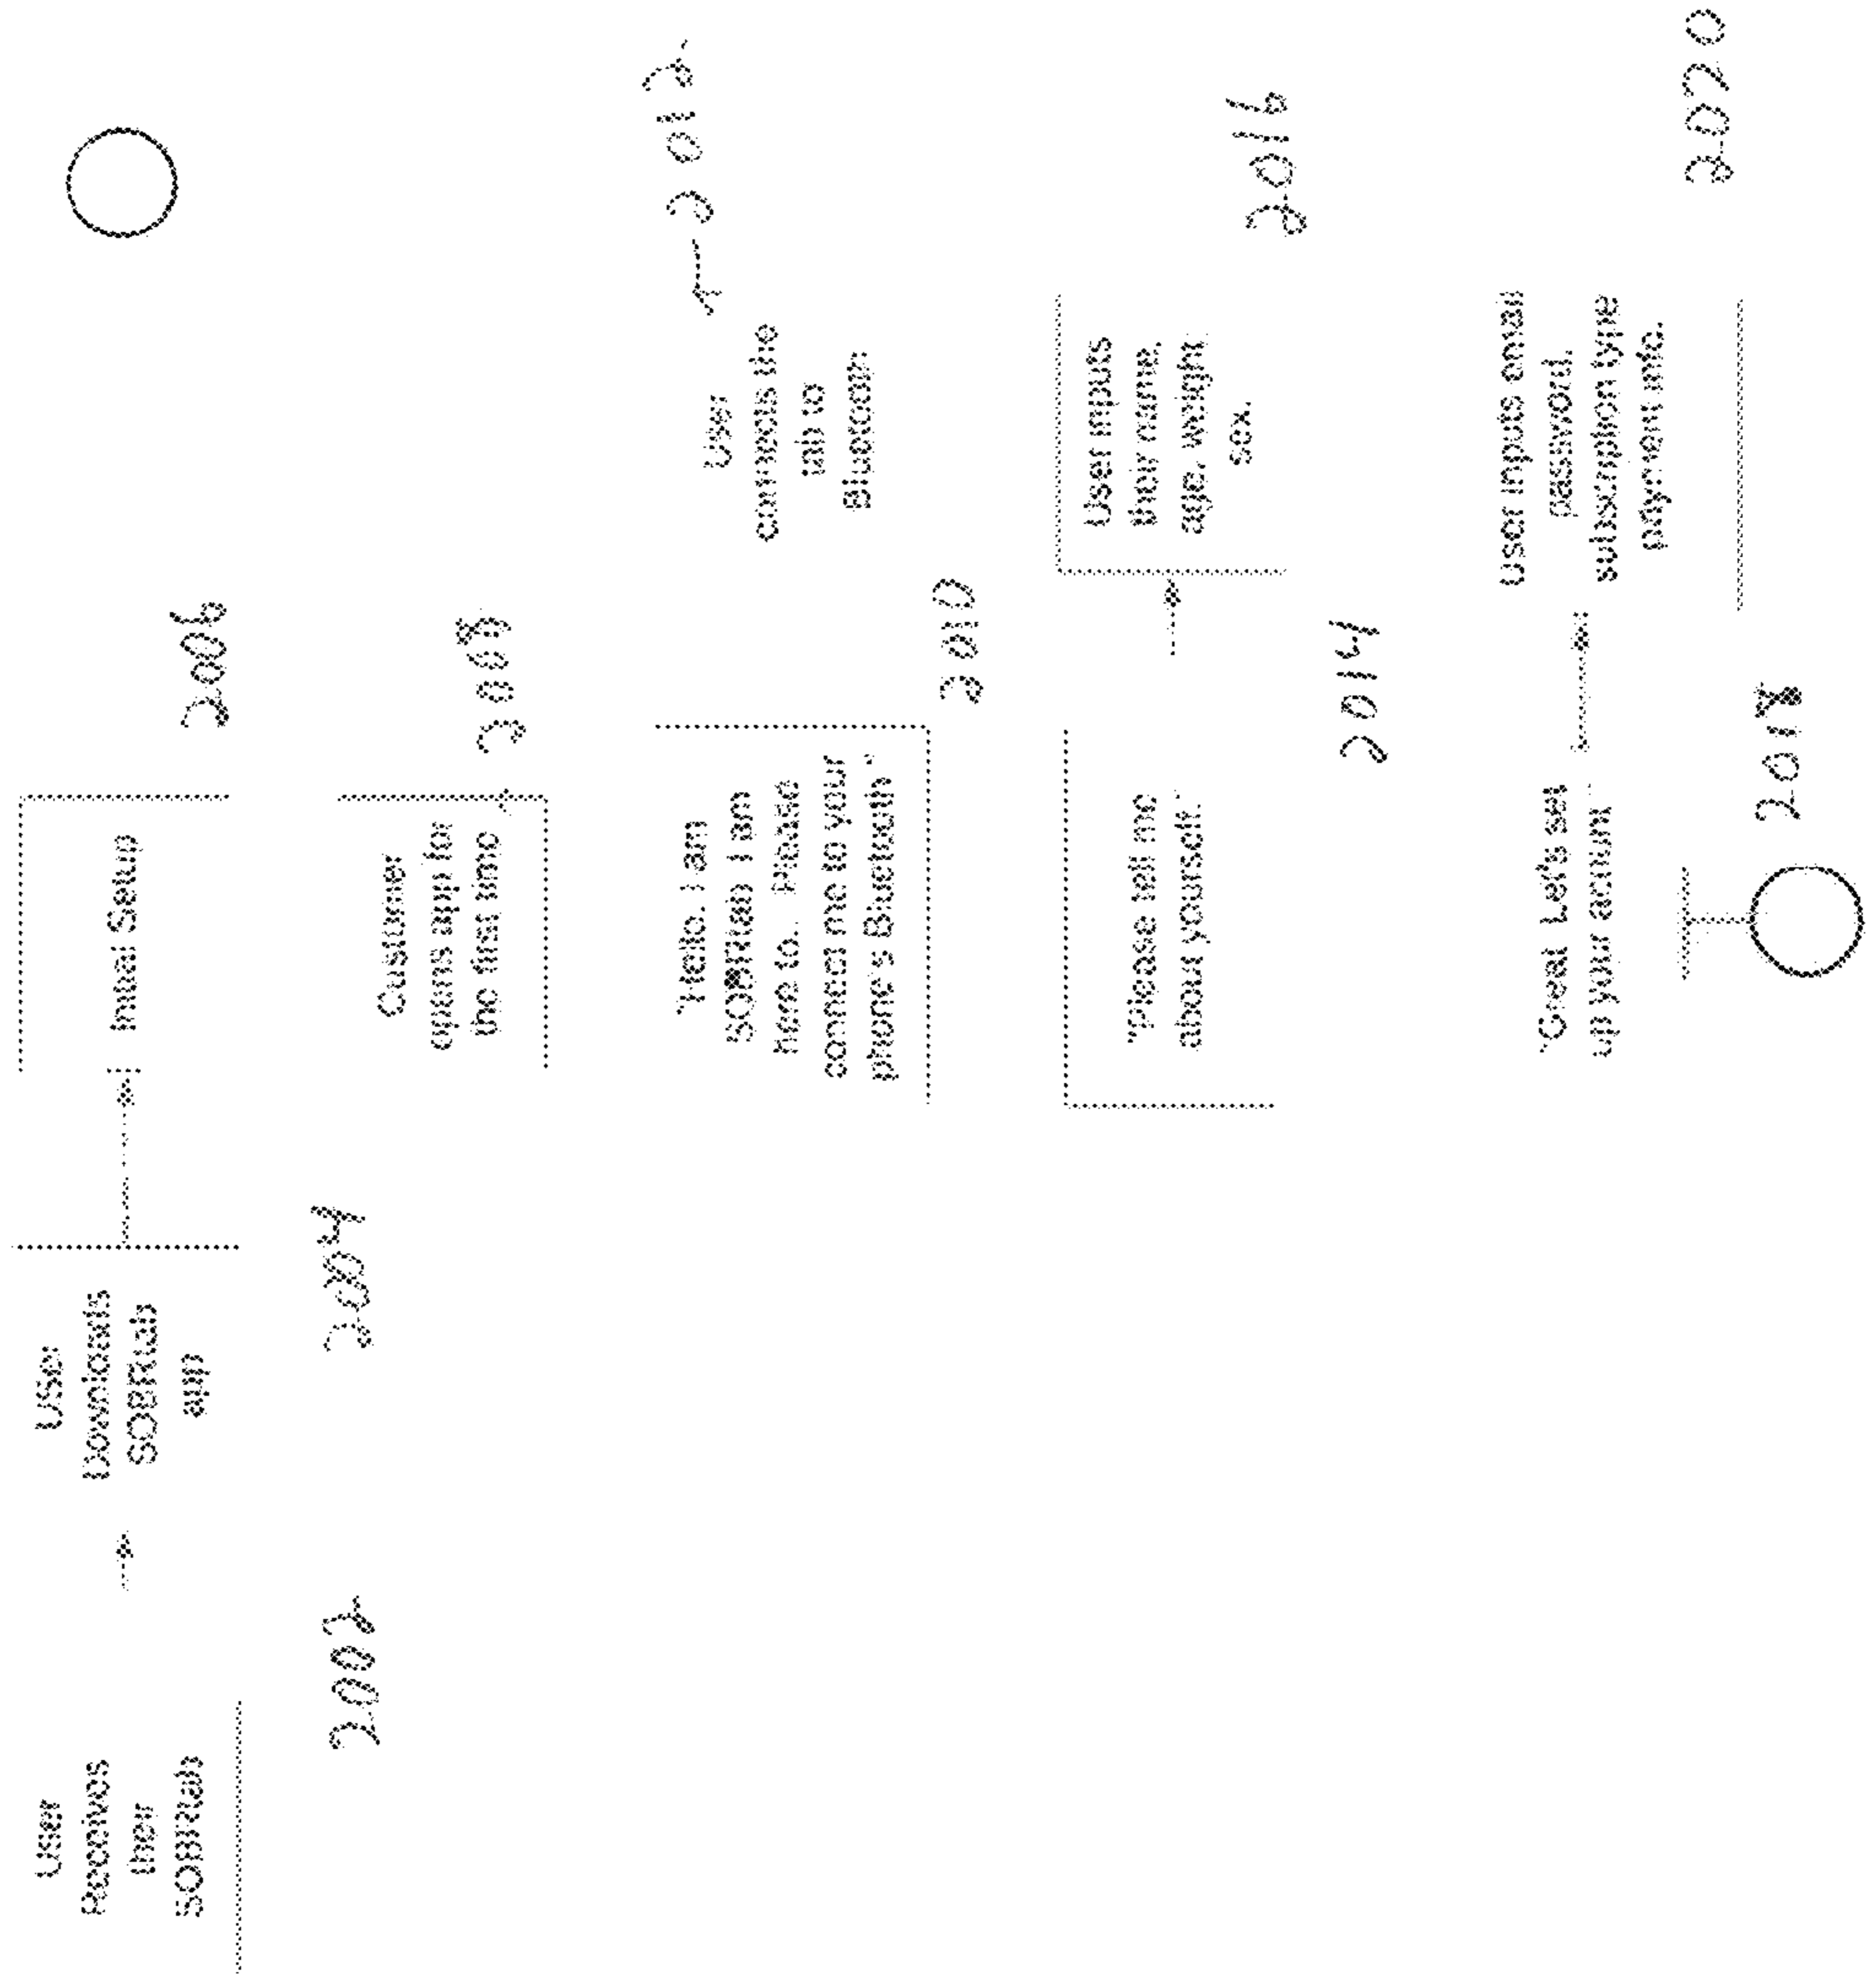 User
Receives
their
SOBRtab
2002
User
Downloads
SOBRtab
app
2004
Initial Setup
2006
Customer
opens app for
the first time
2008
"Hello. I am
SOBRtab I am
here to.. Please
connect me to your
phone's Bluetooth"
2010
User
connects the
tab to
Bluetooth
2012
"Please tell me
about yourself."
2014
User inputs
their name,
age, weight,
sex.
2016
"Great. Let's set
up your account."
2018
User inputs email
password,
subscription
2020